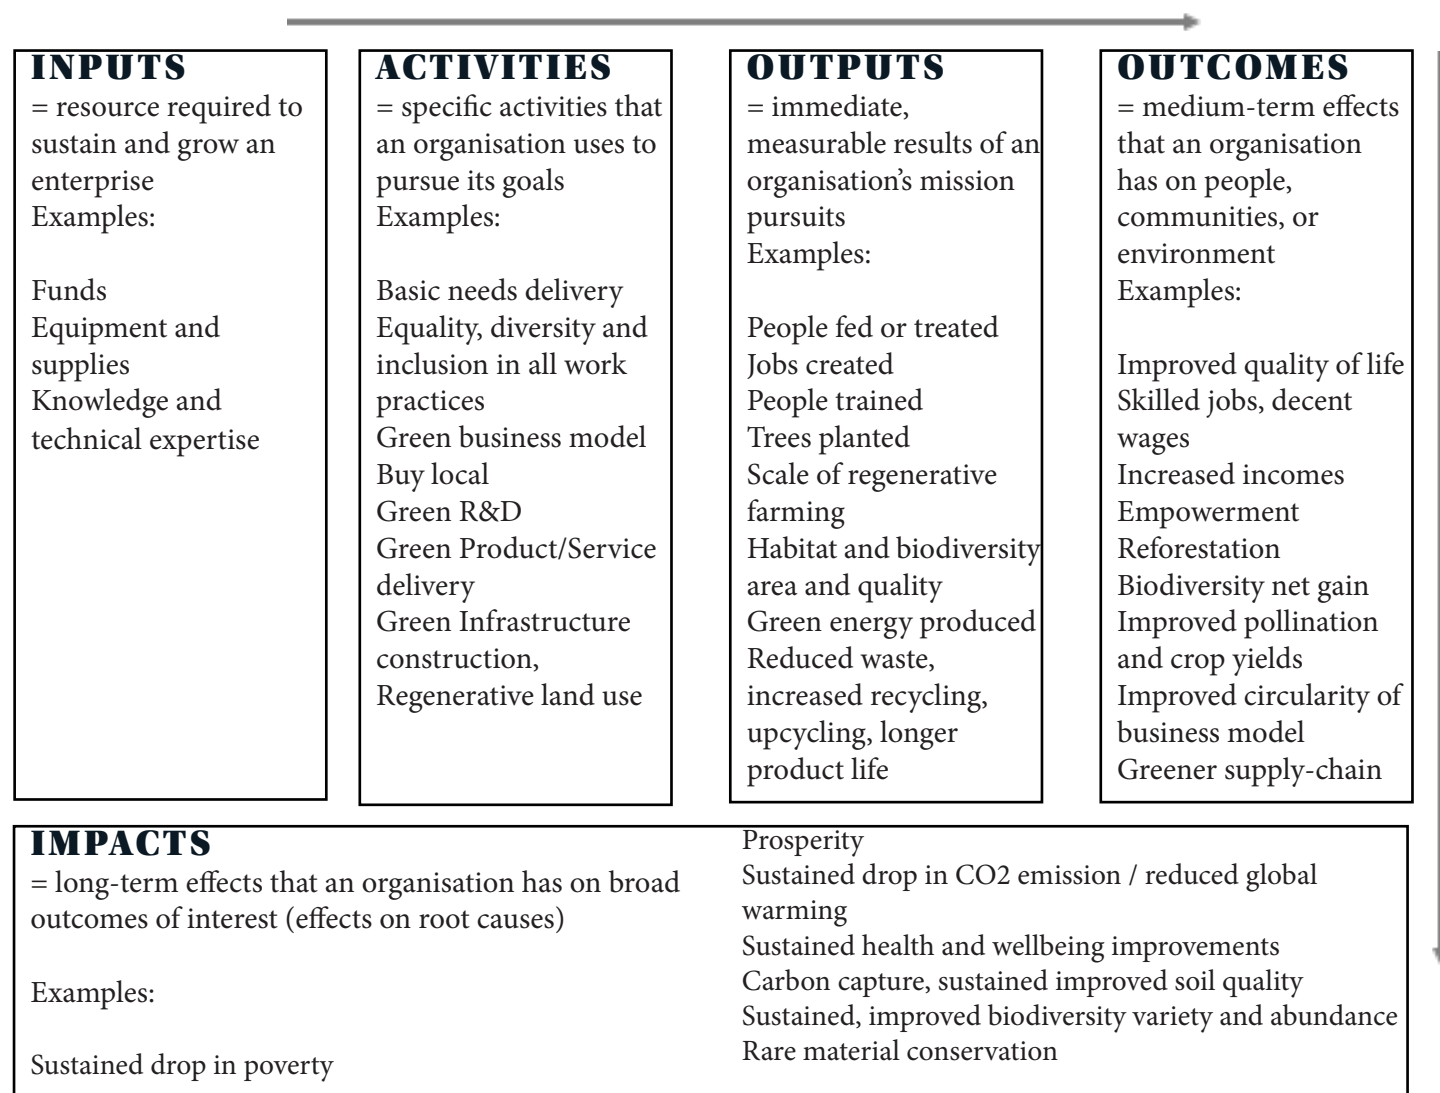 INPUTS
= resource required to
sustain and grow an
enterprise
Examples:
Funds
Equipment and
supplies
Knowledge and
technical expertise
ACTIVITIES
= specific activities that
an organisation uses to
pursue its goals
Examples:
Basic needs delivery
Equality, diversity and
inclusion in all work
practices
Green business model
Buy local
Green R&D
Green Product/Service
delivery
Green Infrastructure
construction,
Regenerative land use
OUTPUTS
= immediate,
measurable results of an
organisation’s mission
pursuits
Examples:
People fed or treated
Jobs created
People trained
Trees planted
Scale of regenerative
farming
Habitat and biodiversity
area and quality
Green energy produced
Reduced waste,
increased recycling,
upcycling, longer
product life
OUTCOMES
= medium-term effects
that an organisation
has on people,
communities, or
environment
Examples:
Improved quality of life
Skilled jobs, decent
wages
Increased incomes
Empowerment
Reforestation
Biodiversity net gain
Improved pollination
and crop yields
Improved circularity of
business model
Greener supply-chain
IMPACTS
= long-term effects that an organisation has on broad
outcomes of interest (effects on root causes)
Examples:
Sustained drop in poverty
Prosperity
Sustained drop in CO2 emission / reduced global
warming
Sustained health and wellbeing improvements
Carbon capture, sustained improved soil quality
Sustained, improved biodiversity variety and abundance
Rare material conservation